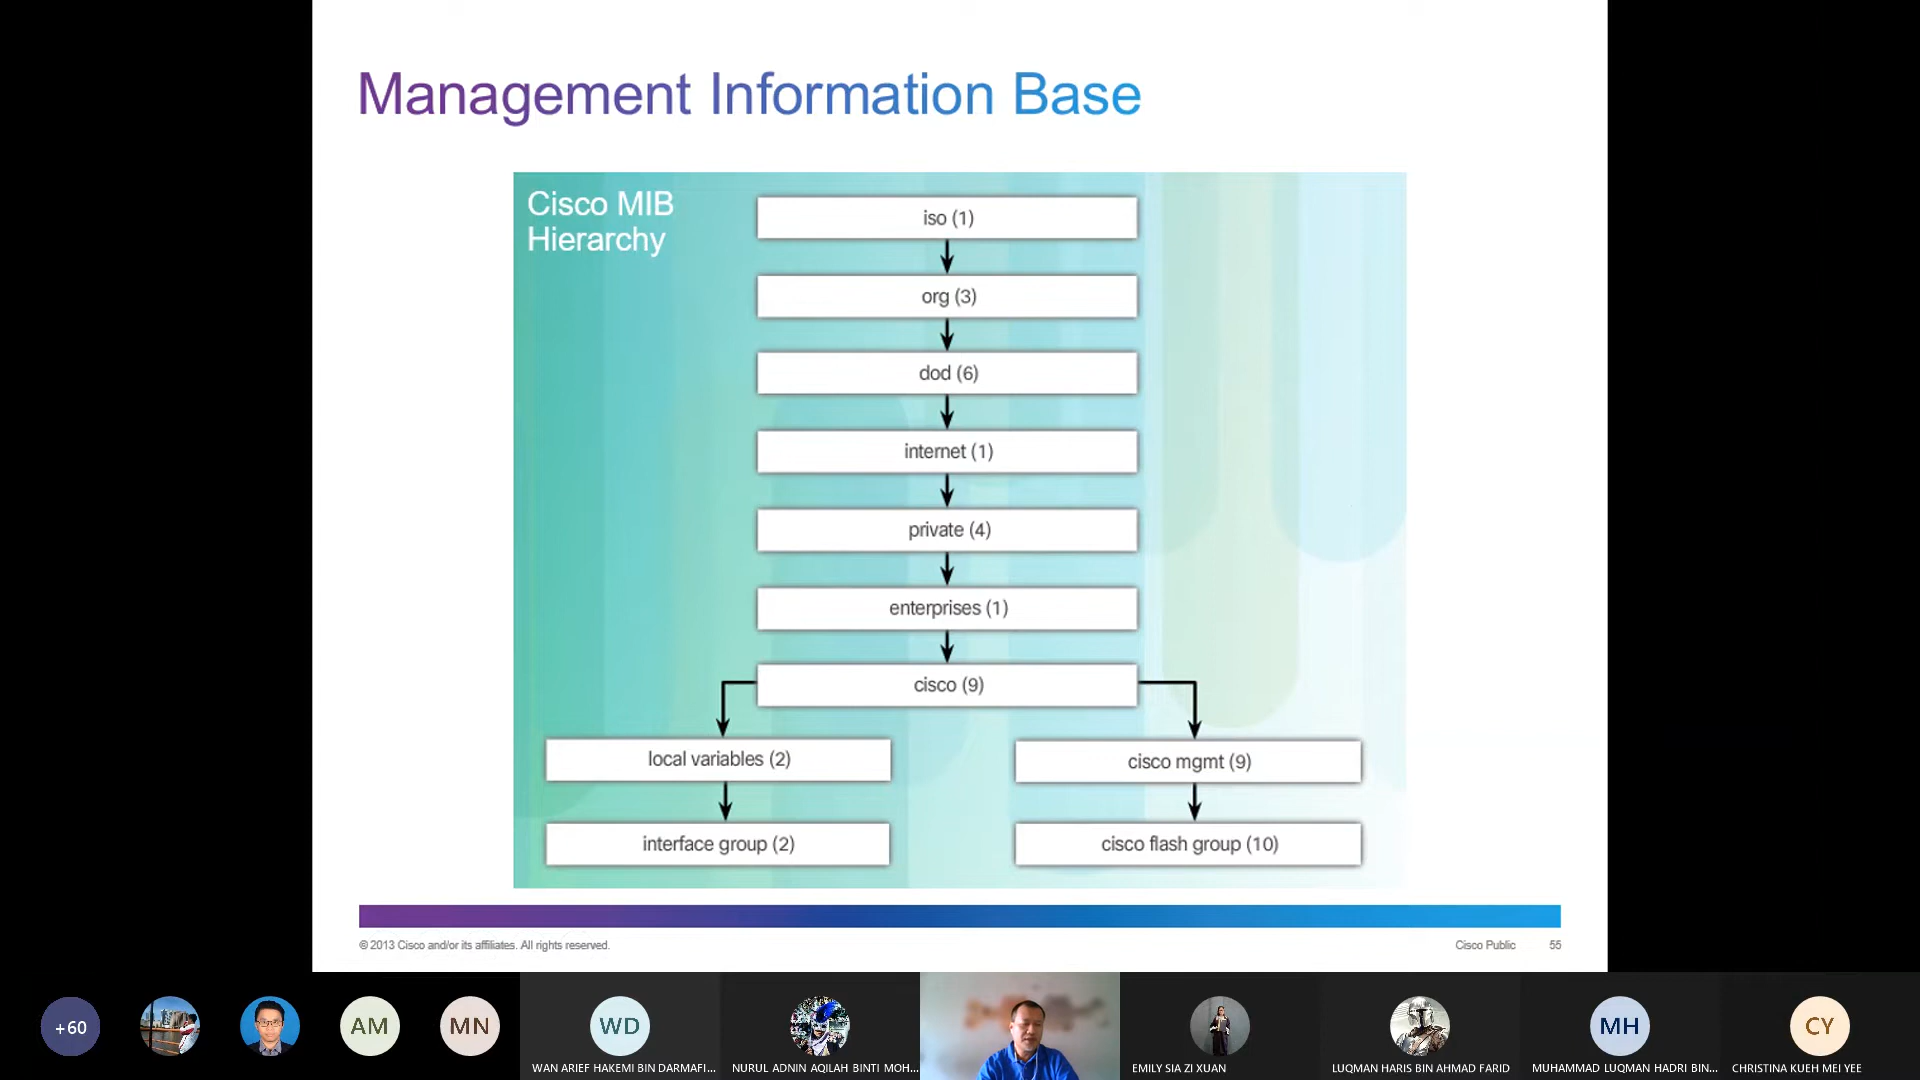 Management Information Base
Cisco MIB
Hierarchy
iso (1)
org (3)
dod (6)
internet (1)
private (4)
enterprises (1)
cisco (9)
local variables (2)
cisco mgmt (9)
interface group (2)
cisco flash group (10)
© 2013 Cisco and/or its affiliates. All rights reserved.
Cisco Public
55
+60
AM
MN
WD
MH
CY
WAN ARIEF HAKEMI BIN DARMAFI...
NURUL ADNIN AQILAH BINTI MOH...
EMILY SIA ZI XUAN
LUQMAN HARIS BIN AHMAD FARID
MUHAMMAD LUQMAN HADRI BIN...
CHRISTINA KUEH MEI YEE